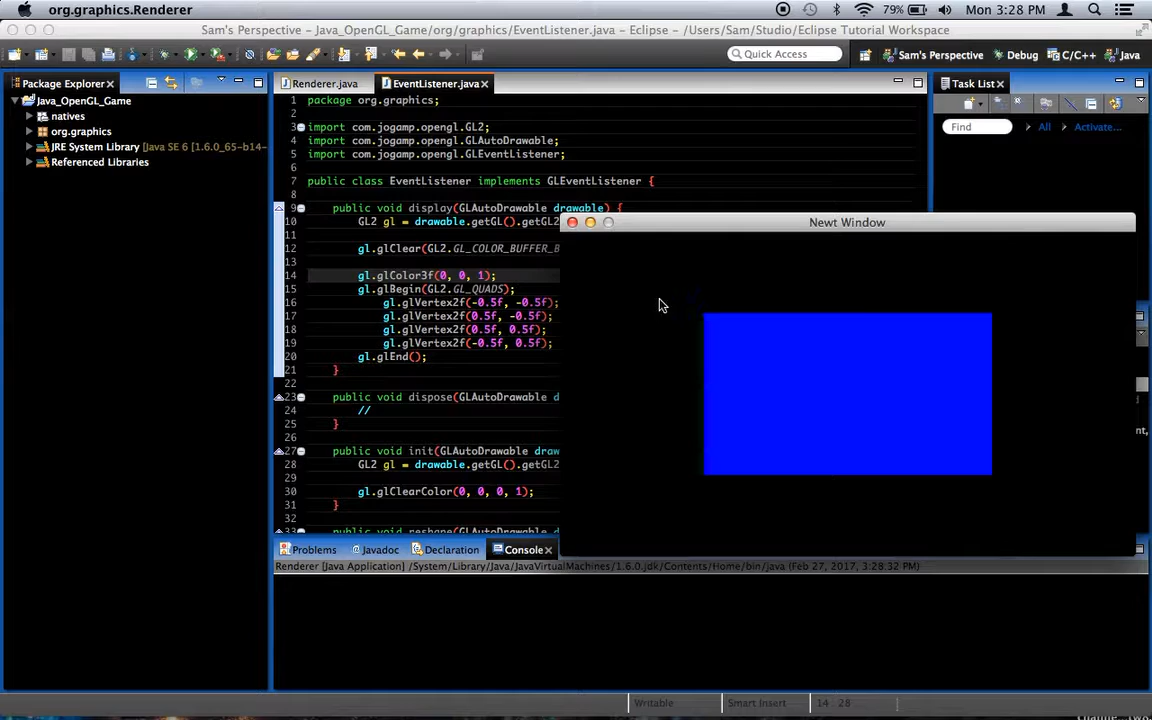 org.graphics.Renderer
79%
Mon 3:28 PM
Sam's Perspective - Java_OpenGL_Game/org/graphics/EventListener.java - Eclipse - /Users/Sam/Studio/Eclipse Tutorial Workspace
Quick Access
Sam's Perspective
Debug
C/C++
Java
Package Explorer
Renderer.java
EventListener.java
Task List
Java_OpenGL_Game
natives
org.graphics
JRE System Library [Java SE 6 [1.6.0_65-b14-
Referenced Libraries
Find
All
Activate...
1 package org.graphics;
2
3 import com.jogamp.opengl.GL2;
4 import com.jogamp.opengl.GLAutoDrawable;
5 import com.jogamp.opengl.GLEventListener;
6
7 public class EventListener implements GLEventListener {
8
9 public void display(GLAutoDrawable drawable) {
10 GL2 gl = drawable.getGL().getGL2
11
12 gl.glClear(GL2.GL_COLOR_BUFFER_B
14 gl.glColor3f(0, 0, 1);
15 gl.glBegin(GL2.GL_QUADS);
16 gl.glVertex2f(-0.5f, -0.5f);
17 gl.glVertex2f(0.5f, -0.5f);
18 gl.glVertex2f(0.5f, 0.5f);
19 gl.glVertex2f(-0.5f, 0.5f);
20 gl.glEnd();
21 }
22
23 public void dispose(GLAutoDrawable d
24 //
25 }
26
27 public void init(GLAutoDrawable draw
28 GL2 gl = drawable.getGL().getGL2
29
30 gl.glClearColor(0, 0, 0, 1);
31 }
32
public void reshape(GLAutoDrawable
Newt Window
Problems
Javadoc
Declaration
Console
Renderer [Java Application] /System/Library/Java/JavaVirtualMachines/1.6.0.jdk/Contents/Home/bin/java (Feb 27, 2017, 3:28:32 PM)
Writable
Smart Insert
14 : 28